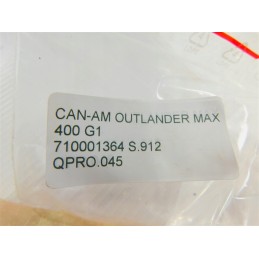 CAN-AM OUTLANDER MAX
400 G1
710001364 S.912
QPRO.045